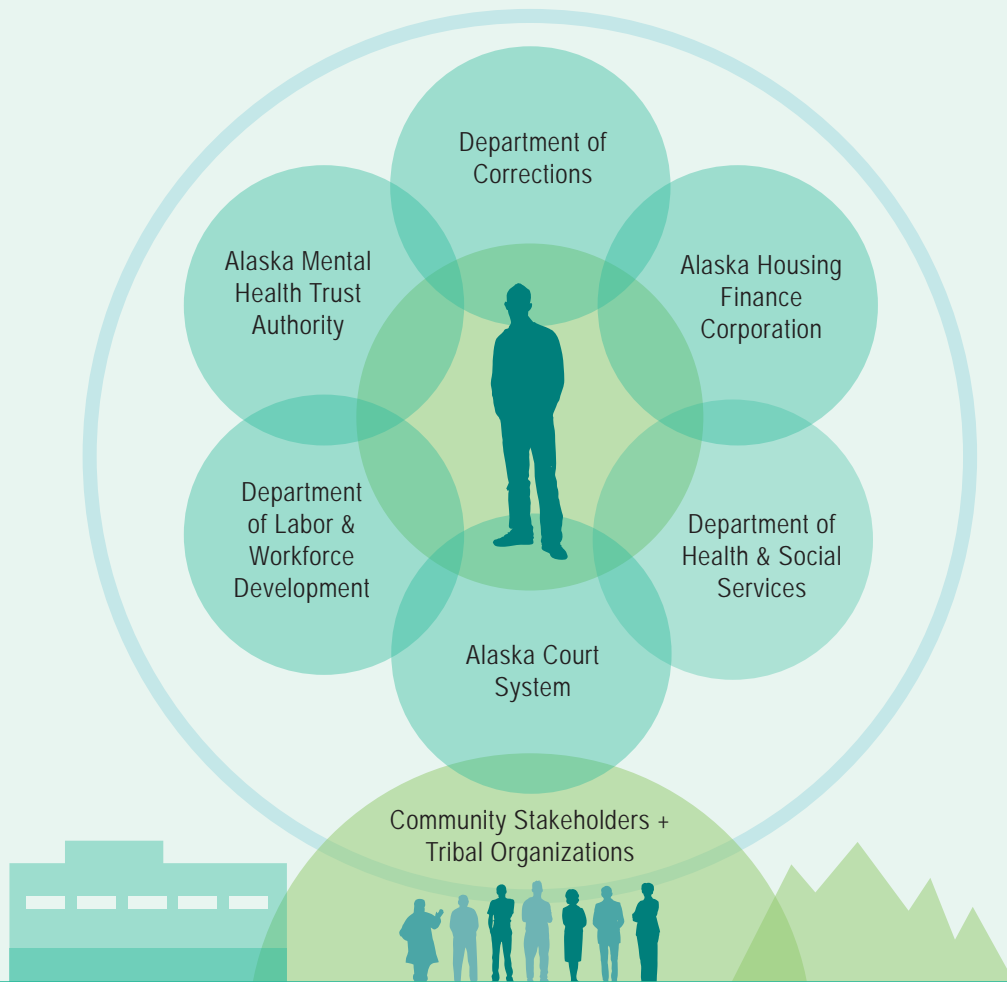 Department of
Corrections
Alaska Mental
Health Trust
Authority
Alaska Housing
Finance
Corporation
Department
of Labor &
Workforce
Development
Department of
Health & Social
Services
Alaska Court
System
Community Stakeholders +
Tribal Organizations